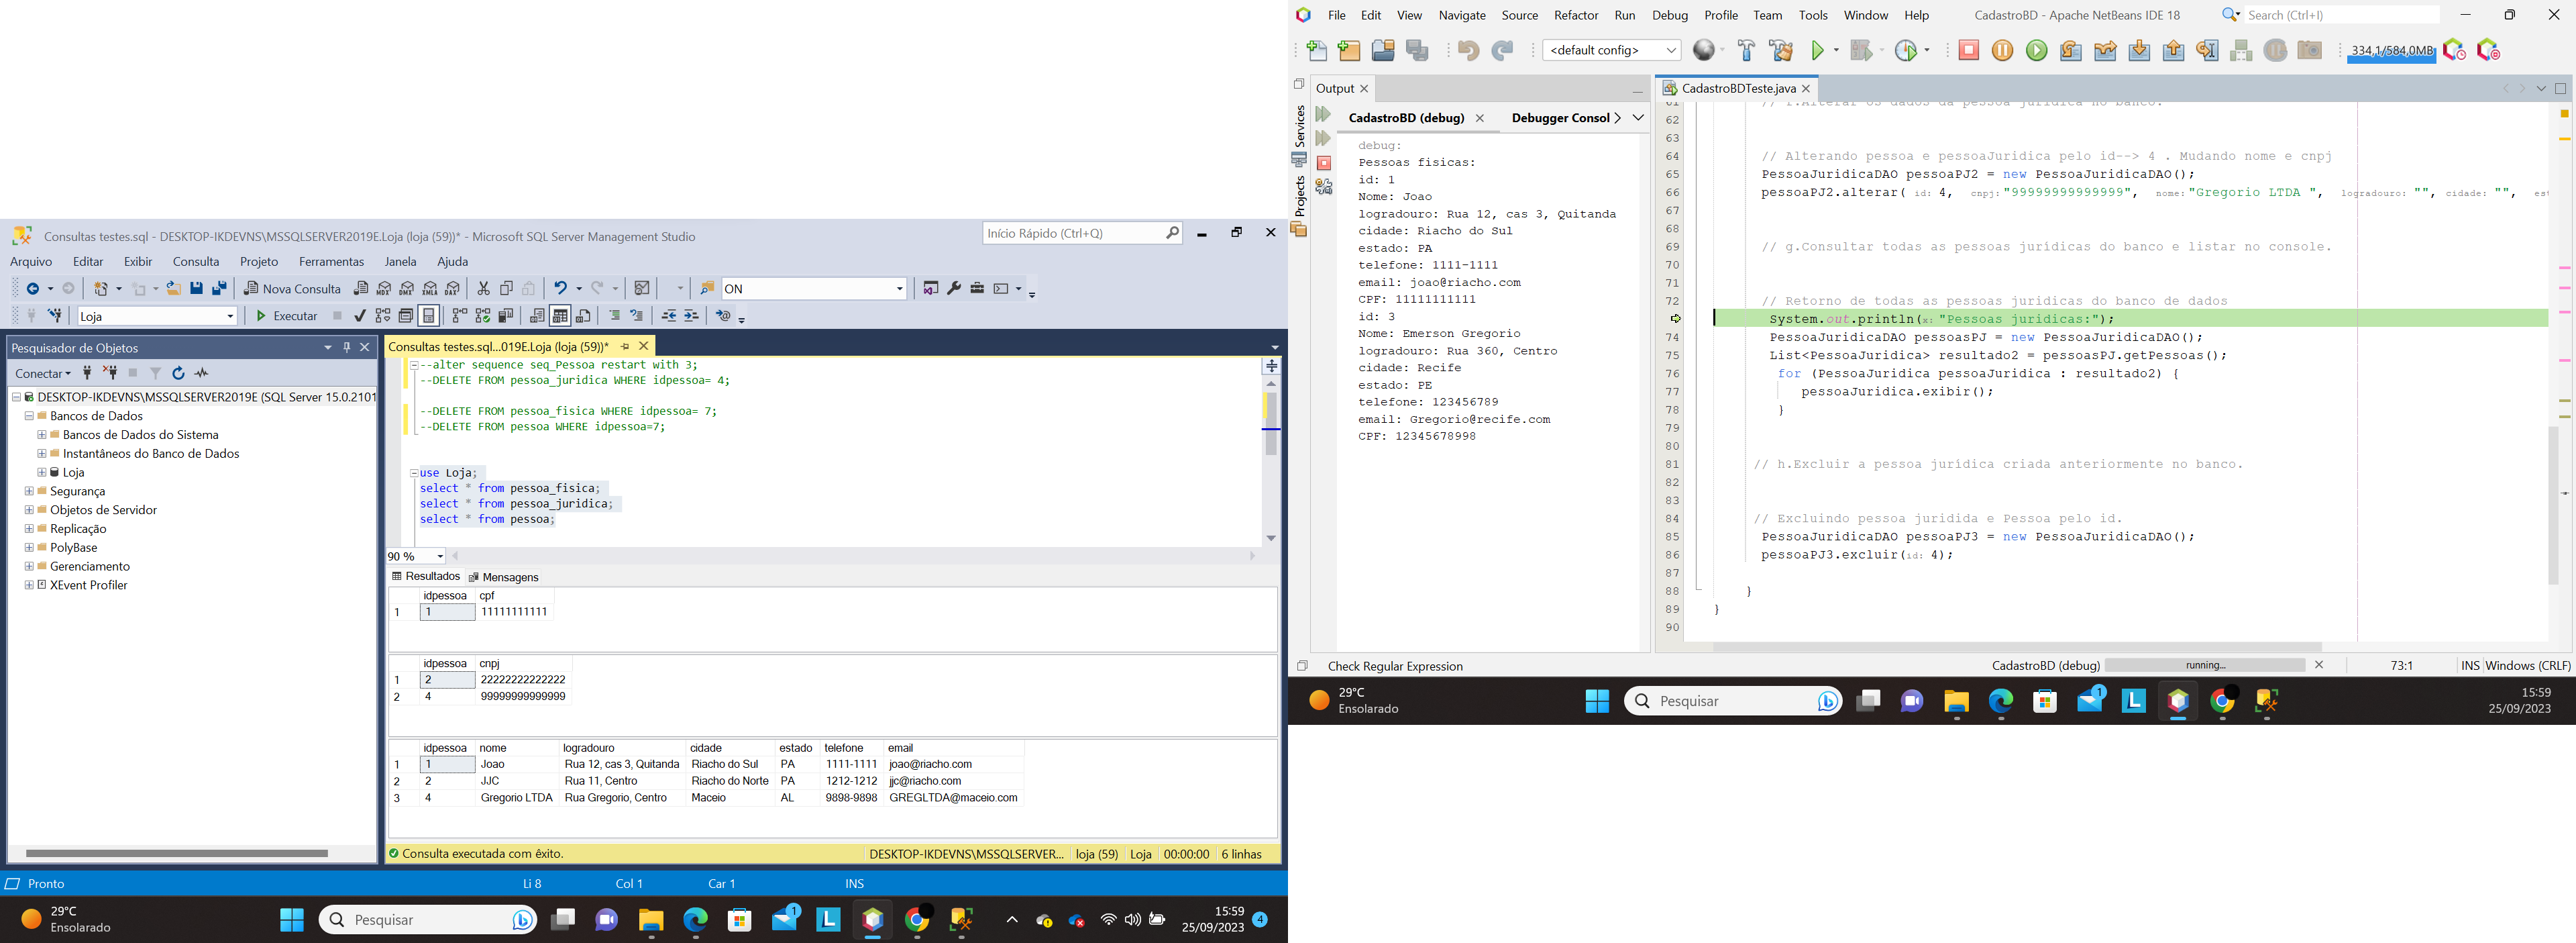 Consultas testes.sql - DESKTOP-IKDEVNS\MSSQLSERVER2019E.Loja (loja (59))* - Microsoft SQL Server Management Studio
Início Rápido (Ctrl+Q)
Arquivo Editar Exibir Consulta Projeto Ferramentas Janela Ajuda
Nova Consulta MDX DMX XMLA DAX ON
Loja Executar
Pesquisador de Objetos
Conectar
DESKTOP-IKDEVNS\MSSQLSERVER2019E (SQL Server 15.0.2101
Bancos de Dados
Bancos de Dados do Sistema
Instantâneos do Banco de Dados
Loja
Segurança
Objetos de Servidor
Replicação
PolyBase
Gerenciamento
XEvent Profiler
Consultas testes.sql...019E.Loja (loja (59))*
--alter sequence seq_Pessoa restart with 3;
--DELETE FROM pessoa_juridica WHERE idpessoa= 4;
--DELETE FROM pessoa_fisica WHERE idpessoa= 7;
--DELETE FROM pessoa WHERE idpessoa=7;
use Loja;
select * from pessoa_fisica;
select * from pessoa_juridica;
select * from pessoa;
90 %
Resultados Mensagens
idpessoa cpf
1 1 11111111111
idpessoa cnpj
1 2 22222222222222
2 4 99999999999999
idpessoa nome logradouro cidade estado telefone email
1 1 Joao Rua 12, cas 3, Quitanda Riacho do Sul PA 1111-1111 joao@riacho.com
2 2 JJC Rua 11, Centro Riacho do Norte PA 1212-1212 jjc@riacho.com
3 4 Gregorio LTDA Rua Gregorio, Centro Maceio AL 9898-9898 GREGLTDA@maceio.com
Consulta executada com êxito. DESKTOP-IKDEVNS\MSSQLSERVER... loja (59) Loja 00:00:00 6 linhas
Pronto Li 8 Col 1 Car 1 INS
29°C
Ensolarado
Pesquisar
1
L
15:59
25/09/2023
4
File Edit View Navigate Source Refactor Run Debug Profile Team Tools Window Help CadastroBD - Apache NetBeans IDE 18 Search (Ctrl+I)
<default config> 334,1/584,0MB
Output
Services
Projects
CadastroBD (debug) Debugger Consol
debug:
Pessoas fisicas:
id: 1
Nome: Joao
logradouro: Rua 12, cas 3, Quitanda
cidade: Riacho do Sul
estado: PA
telefone: 1111-1111
email: joao@riacho.com
CPF: 11111111111
id: 3
Nome: Emerson Gregorio
logradouro: Rua 360, Centro
cidade: Recife
estado: PE
telefone: 123456789
email: Gregorio@recife.com
CPF: 12345678998
CadastroBDTeste.java
61 // f.Alterar os dados da pessoa jurídica no banco.
62
63
64 // Alterando pessoa e pessoaJuridica pelo id--> 4 . Mudando nome e cnpj
65 PessoaJuridicaDAO pessoaPJ2 = new PessoaJuridicaDAO();
66 pessoaPJ2.alterar( id: 4, cnpj: "99999999999999", nome: "Gregorio LTDA ", logradouro: "", cidade: "", est
67
68
69 // g.Consultar todas as pessoas jurídicas do banco e listar no console.
70
71
72 // Retorno de todas as pessoas juridicas do banco de dados
System.out.println(x: "Pessoas juridicas:");
74 PessoaJuridicaDAO pessoasPJ = new PessoaJuridicaDAO();
75 List<PessoaJuridica> resultado2 = pessoasPJ.getPessoas();
76 for (PessoaJuridica pessoaJuridica : resultado2) {
77 pessoaJuridica.exibir();
78 }
79
80
81 // h.Excluir a pessoa jurídica criada anteriormente no banco.
82
83
84 // Excluindo pessoa juridida e Pessoa pelo id.
85 PessoaJuridicaDAO pessoaPJ3 = new PessoaJuridicaDAO();
86 pessoaPJ3.excluir(id: 4);
87
88 }
89 }
90
Check Regular Expression CadastroBD (debug) running... 73:1 INS Windows (CRLF)
29°C
Ensolarado
Pesquisar
1
L
15:59
25/09/2023